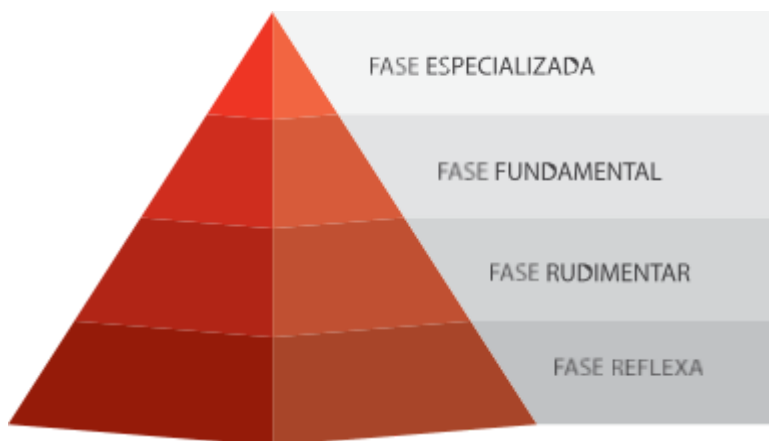 FASE ESPECIALIZADA
FASE FUNDAMENTAL
FASE RUDIMENTAR
FASE REFLEXA